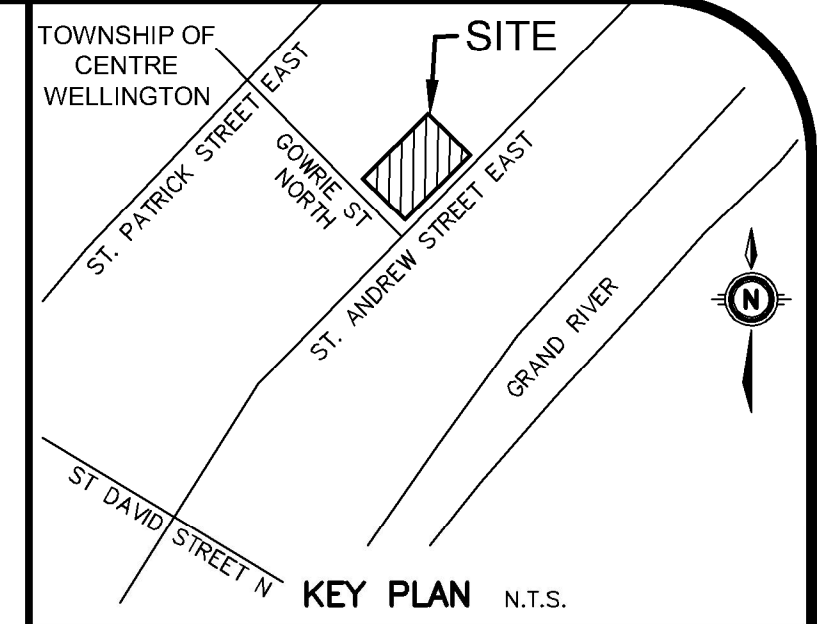 TOWNSHIP OF
CENTRE
WELLINGTON
SITE
ST. PATRICK STREET EAST
GOWRIE ST
NORTH
ST. ANDREW STREET EAST
GRAND RIVER
N
ST DAVID STREET N
KEY PLAN N.T.S.